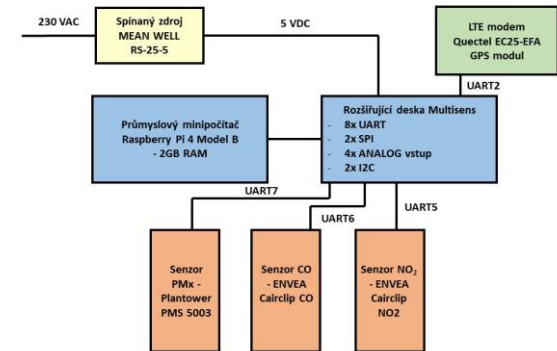 230 VAC
Spínaný zdroj
MEAN WELL
RS-25-5
5 VDC
LTE modem
Quectel EC25-EFA
GPS modul
UART2
Průmyslový minipočítač
Raspberry Pi 4 Model B
- 2GB RAM
Rozšiřující deska Multisens
- 8x UART
- 2x SPI
- 4x ANALOG vstup
- 2x I2C
UART7
UART6
UART5
Senzor
PMx -
Plantower
PMS 5003
Senzor CO
- ENVEA
Cairclip CO
Senzor NO₂
- ENVEA
Cairclip
NO2